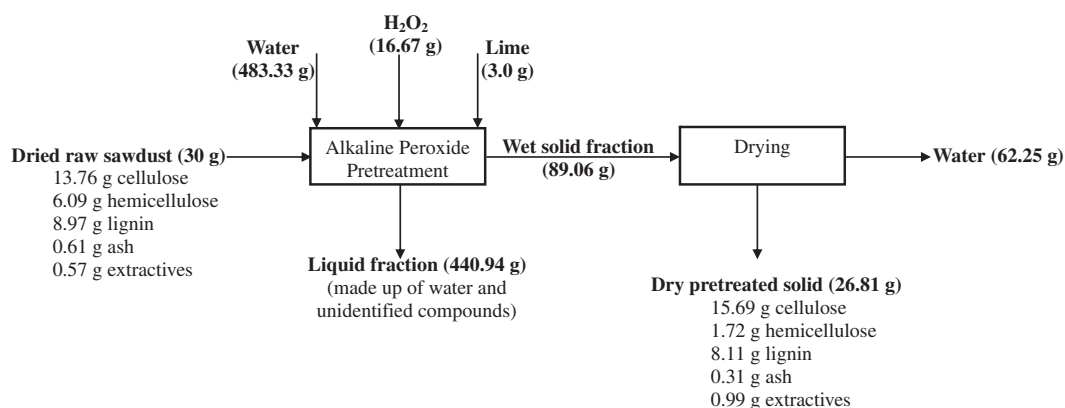 H₂O₂
(16.67 g)
Water
(483.33 g)
Lime
(3.0 g)
Dried raw sawdust (30 g)
13.76 g cellulose
6.09 g hemicellulose
8.97 g lignin
0.61 g ash
0.57 g extractives
Alkaline Peroxide
Pretreatment
Wet solid fraction
(89.06 g)
Drying
Water (62.25 g)
Liquid fraction (440.94 g)
(made up of water and
unidentified compounds)
Dry pretreated solid (26.81 g)
15.69 g cellulose
1.72 g hemicellulose
8.11 g lignin
0.31 g ash
0.99 g extractives